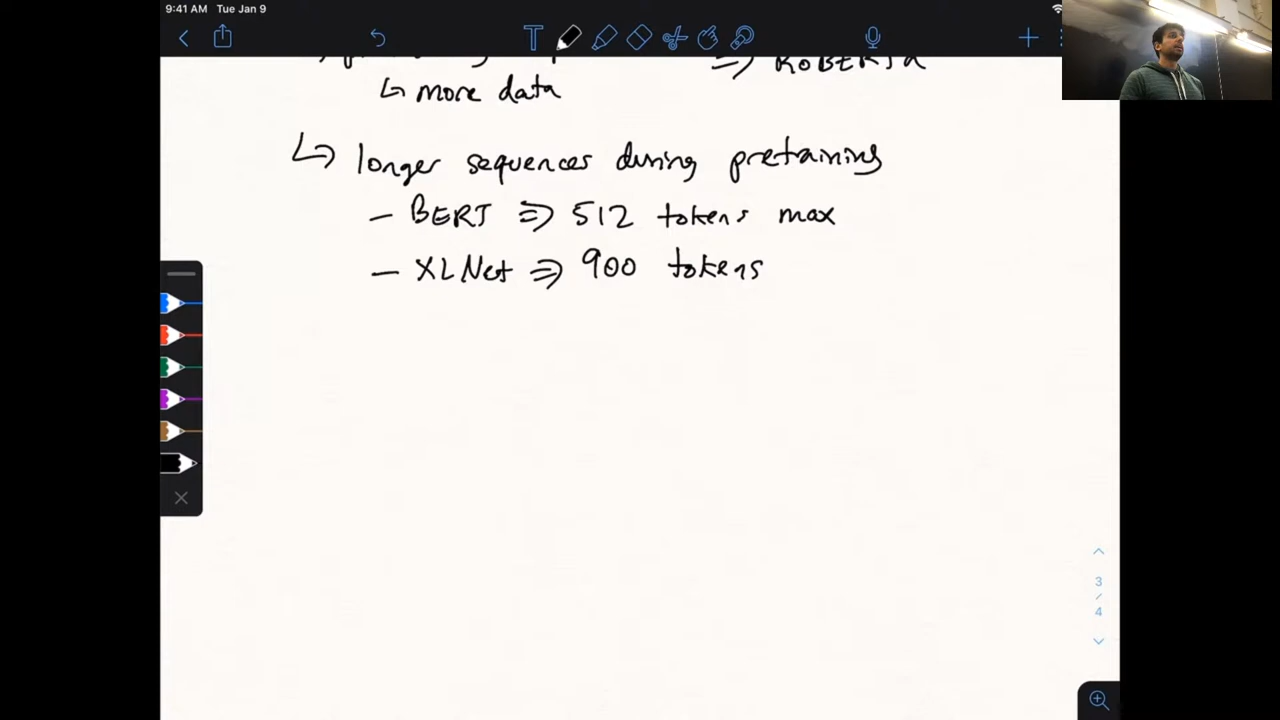 9:41 AM Tue Jan 9
⇒ RoBERTa
↳ more data
↳ longer sequences during pretraining
– BERT ⇒ 512 tokens max
– XLNet ⇒ 900 tokens
3
/
4